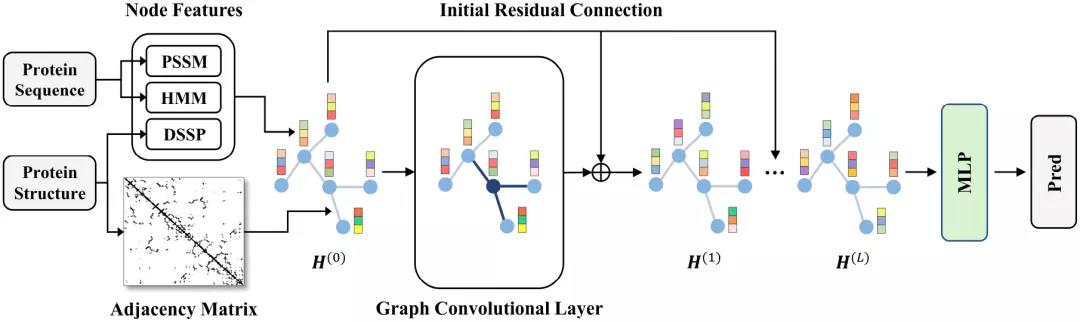 Node Features
Initial Residual Connection
Protein
Sequence
PSSM
HMM
DSSP
Protein
Structure
Adjacency Matrix
H(0)
Graph Convolutional Layer
...
H(1)
H(L)
MLP
Pred